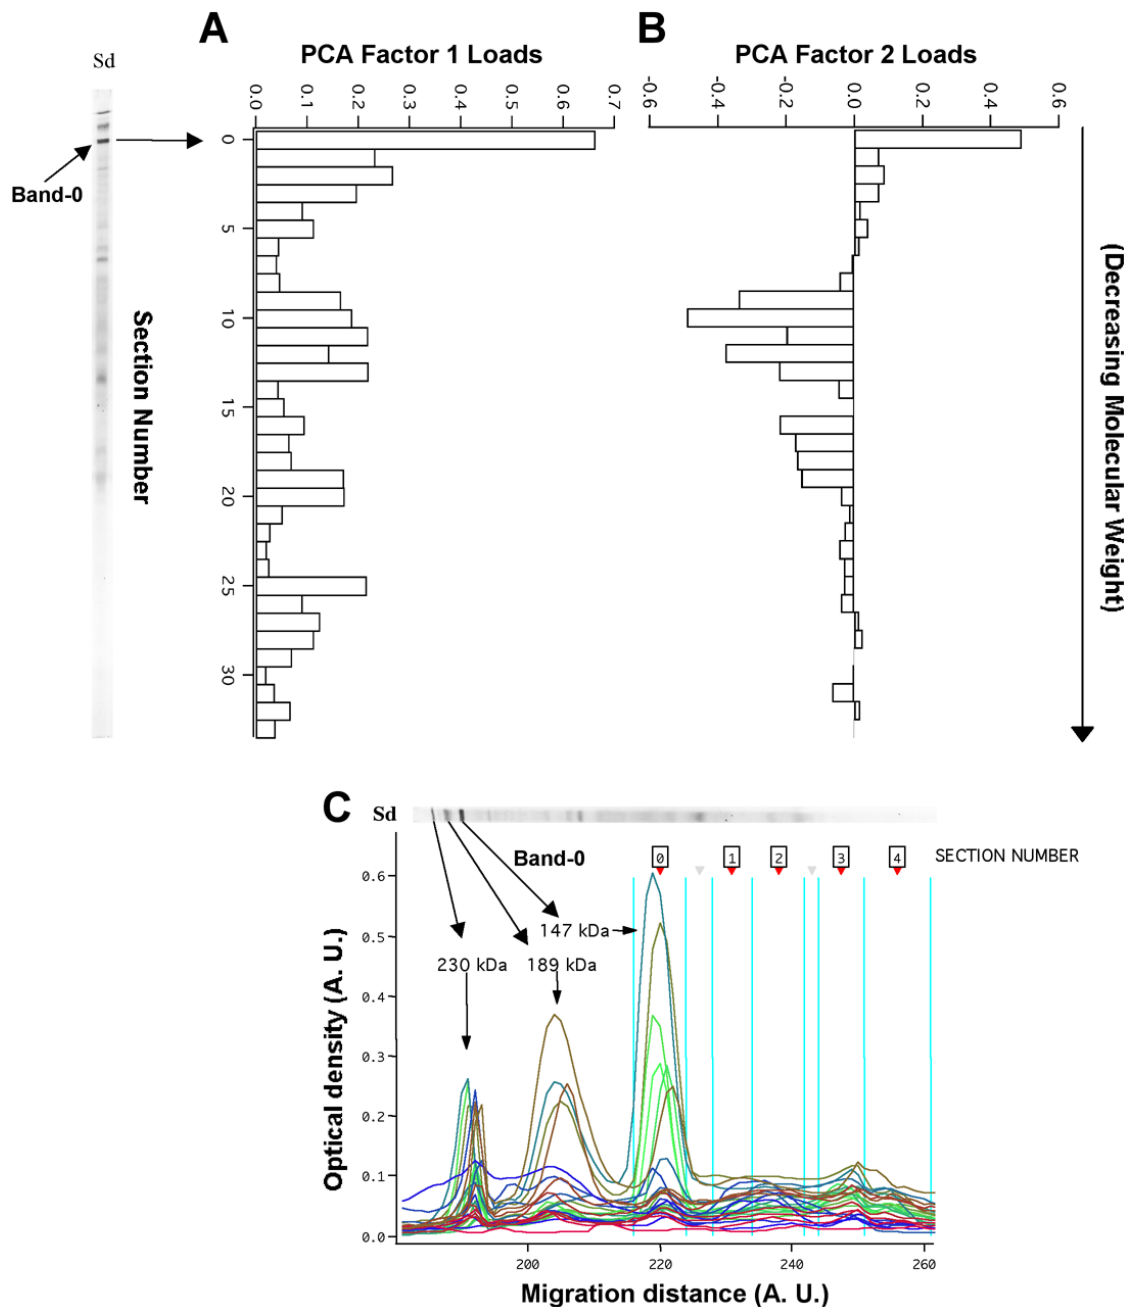 A
B
PCA Factor 1 Loads
PCA Factor 2 Loads
Sd
0.0 0.1 0.2 0.3 0.4 0.5 0.6 0.7
-0.6 -0.4 -0.2 0.0 0.2 0.4 0.6
Band-0
0
5
10
15
20
25
30
Section Number
(Decreasing Molecular Weight)
C
Sd
Band-0
0 1 2 3 4 SECTION NUMBER
147 kDa
230 kDa 189 kDa
0.6
0.5
0.4
0.3
0.2
0.1
0.0
Optical density (A. U.)
200 220 240 260
Migration distance (A. U.)